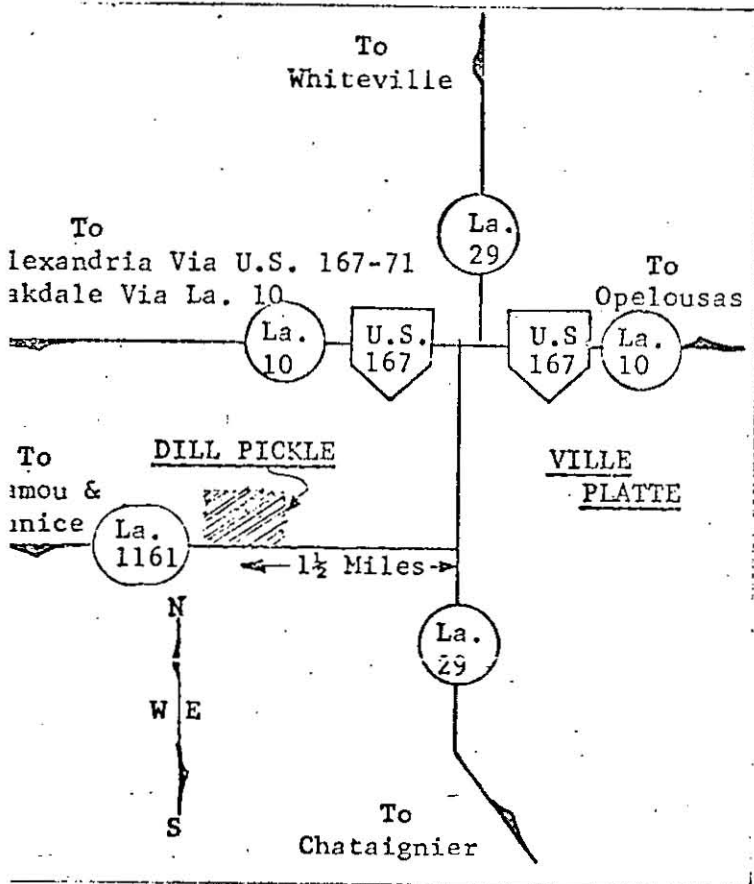 To
Whiteville
La.
29
To
lexandria Via U.S. 167-71
akdale Via La. 10
To
Opelousas
La.
10
U.S.
167
U.S
167
La.
10
To
amou &
unice
DILL PICKLE
VILLE
PLATTE
La.
1161
1½ Miles
La.
29
N
W E
S
To
Chataignier